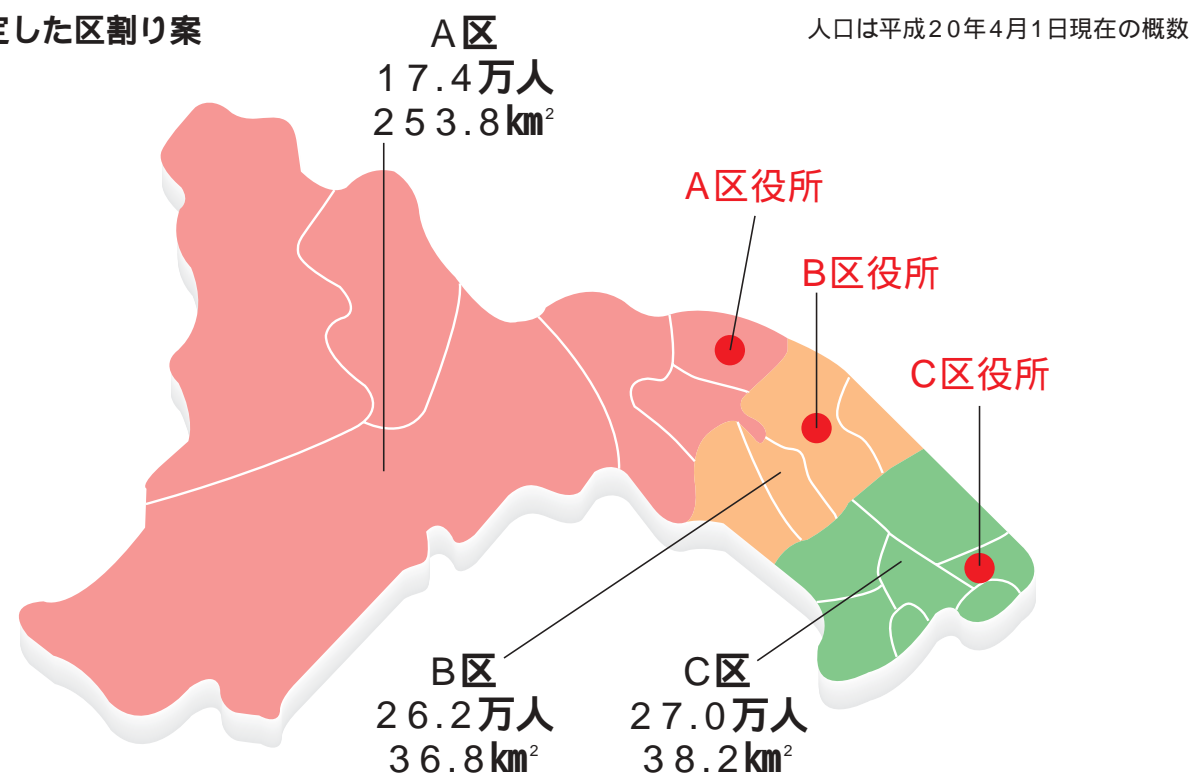 定した区割り案
人口は平成20年4月1日現在の概数
A区
17.4万人
253.8km²
A区役所
B区役所
C区役所
B区
26.2万人
36.8km²
C区
27.0万人
38.2km²